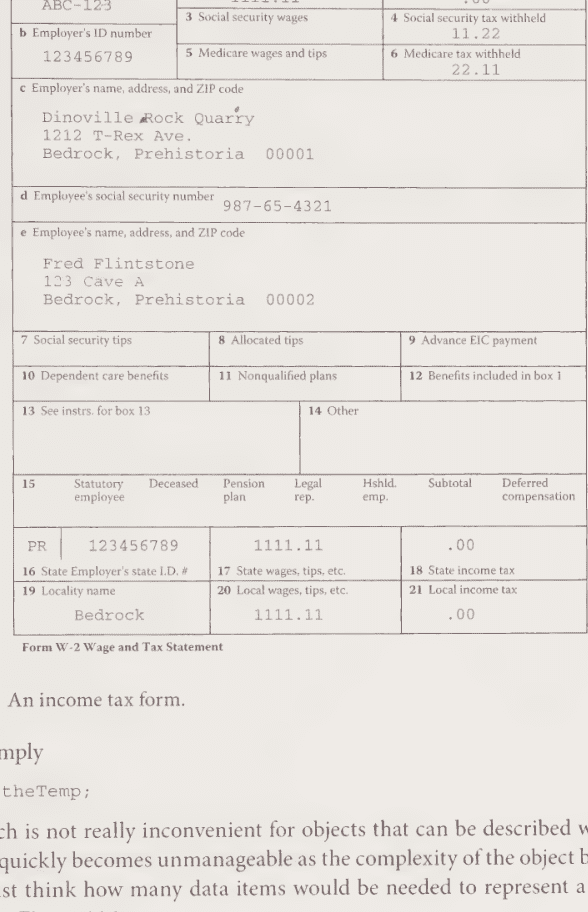 ABC-123 1111.11 .00
3 Social security wages 4 Social security tax withheld
b Employer's ID number 11.22
123456789 5 Medicare wages and tips 6 Medicare tax withheld
22.11
c Employer's name, address, and ZIP code
Dinoville Rock Quarry
1212 T-Rex Ave.
Bedrock, Prehistoria 00001
d Employee's social security number 987-65-4321
e Employee's name, address, and ZIP code
Fred Flintstone
123 Cave A
Bedrock, Prehistoria 00002
7 Social security tips 8 Allocated tips 9 Advance EIC payment
10 Dependent care benefits 11 Nonqualified plans 12 Benefits included in box 1
13 See instrs. for box 13 14 Other
15 Statutory employee Deceased Pension plan Legal rep. Hshld. emp. Subtotal Deferred compensation
PR 123456789 1111.11 .00
16 State Employer's state I.D. # 17 State wages, tips, etc. 18 State income tax
19 Locality name 20 Local wages, tips, etc. 21 Local income tax
Bedrock 1111.11 .00
Form W-2 Wage and Tax Statement
An income tax form.
mply
theTemp;
ch is not really inconvenient for objects that can be described w
quickly becomes unmanageable as the complexity of the object b
st think how many data items would be needed to represent a